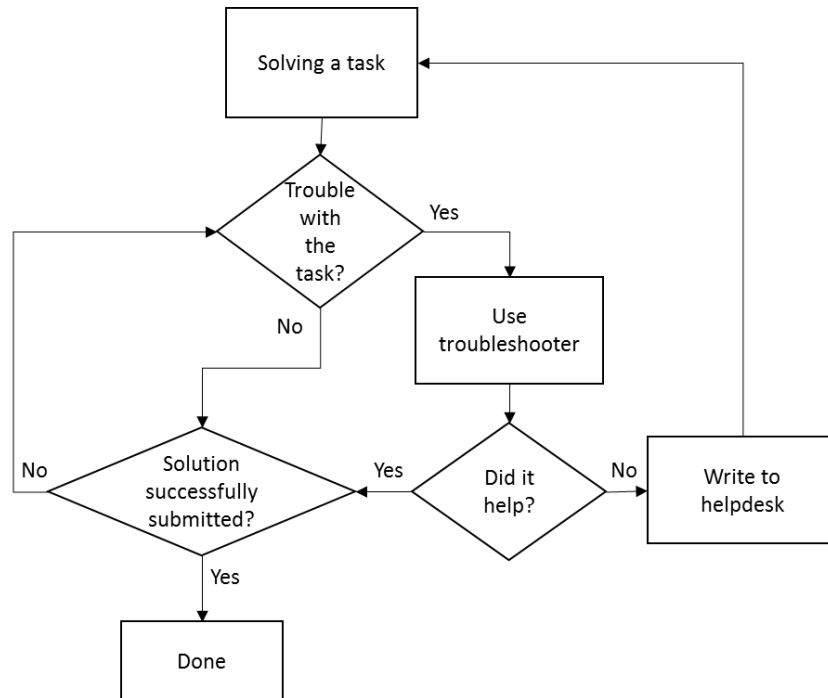 Solving a task
Trouble
with
the
task?
Yes
No
Use
troubleshooter
No
Solution
successfully
submitted?
Yes
Did it
help?
No
Write to
helpdesk
Yes
Done